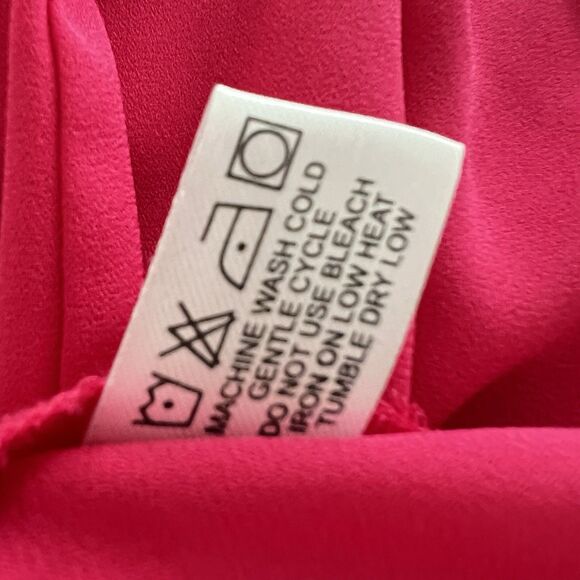 MACHINE WASH COLD
GENTLE CYCLE
DO NOT USE BLEACH
IRON ON LOW HEAT
TUMBLE DRY LOW